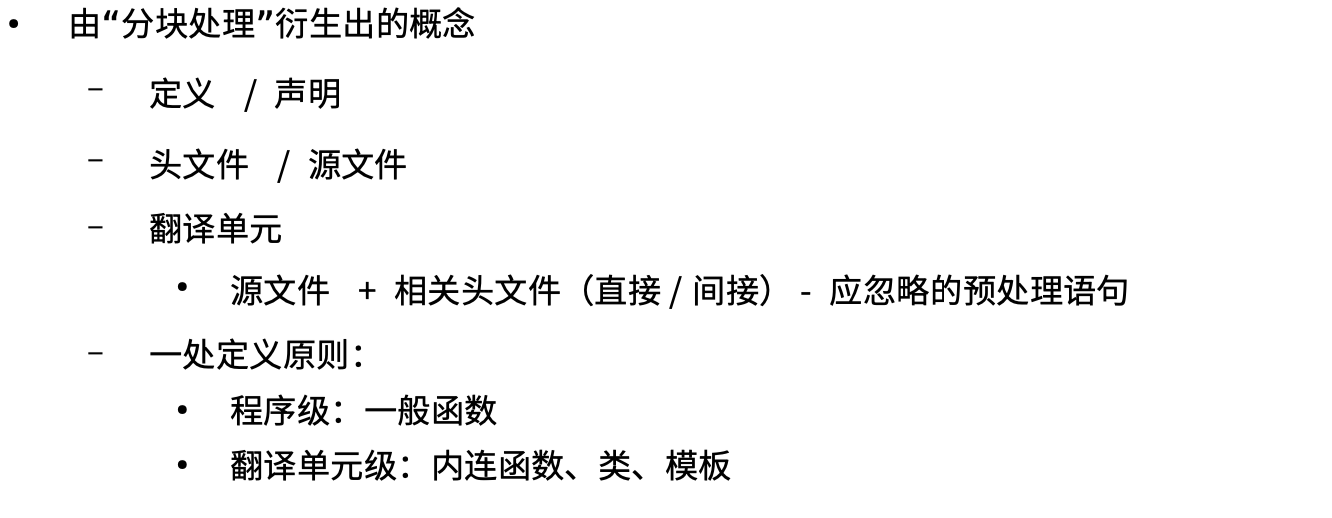 • 由“分块处理”衍生出的概念
– 定义 / 声明
– 头文件 / 源文件
– 翻译单元
• 源文件 + 相关头文件（直接 / 间接） - 应忽略的预处理语句
– 一处定义原则：
• 程序级：一般函数
• 翻译单元级：内连函数、类、模板